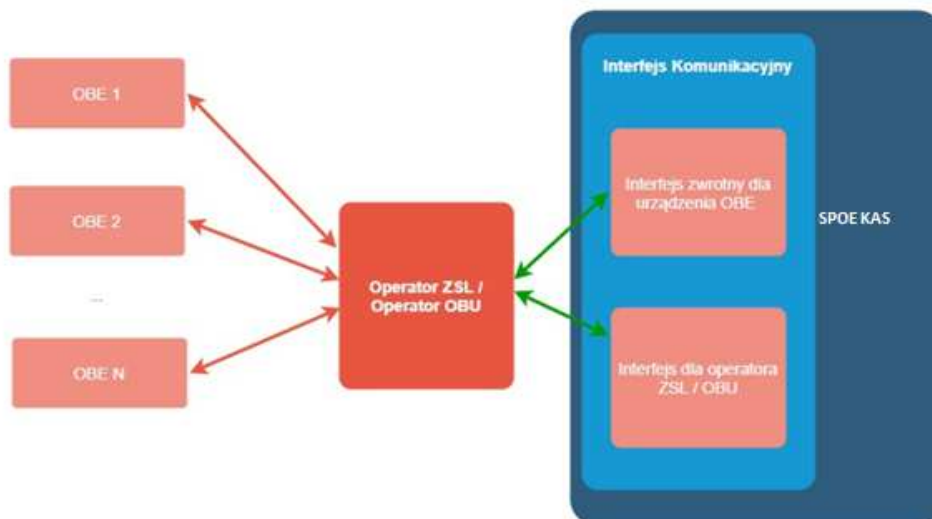 OBE 1
OBE 2
...
OBE N
Operator ZSL /
Operator OBU
Interfejs Komunikacyjny
Interfejs zwrotny dla
urządzenia OBE
Interfejs dla operatora
ZSL / OBU
SPOE KAS